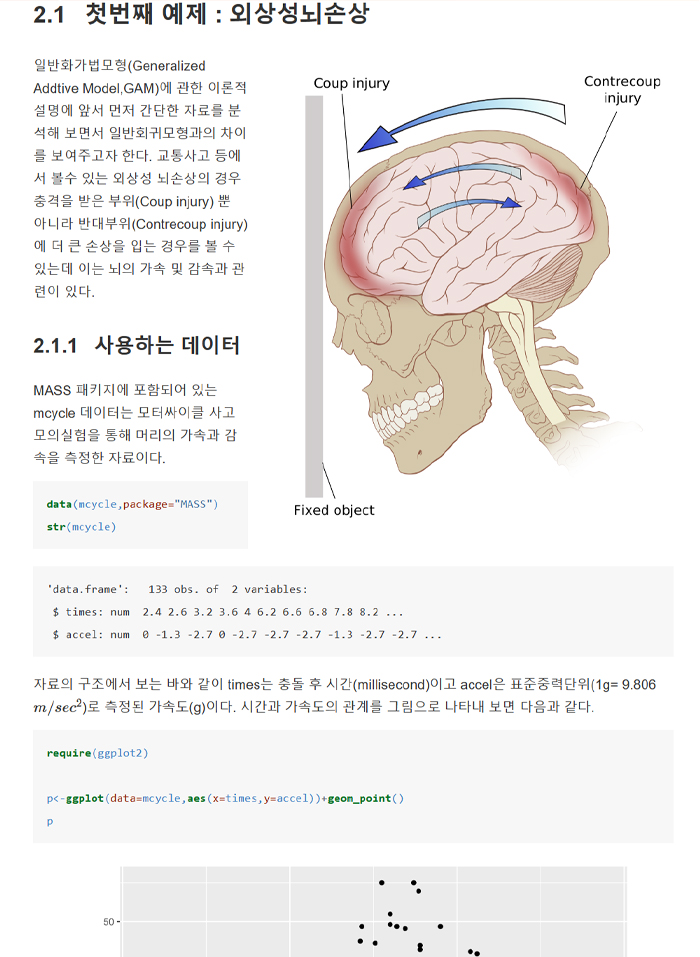 2.1 첫번째 예제 : 외상성뇌손상
일반화가법모형(Generalized
Addtive Model,GAM)에 관한 이론적
설명에 앞서 먼저 간단한 자료를 분
석해 보면서 일반회귀모형과의 차이
를 보여주고자 한다. 교통사고 등에
서 볼수 있는 외상성 뇌손상의 경우
충격을 받은 부위(Coup injury) 뿐
아니라 반대부위(Contrecoup injury)
에 더 큰 손상을 입는 경우를 볼 수
있는데 이는 뇌의 가속 및 감속과 관
련이 있다.
Coup injury
Contrecoup
injury
Fixed object
2.1.1 사용하는 데이터
MASS 패키지에 포함되어 있는
mcycle 데이터는 모터싸이클 사고
모의실험을 통해 머리의 가속과 감
속을 측정한 자료이다.
data(mcycle,package="MASS")
str(mcycle)
'data.frame':   133 obs. of  2 variables:
 $ times: num  2.4 2.6 3.2 3.6 4 6.2 6.6 6.8 7.8 8.2 ...
 $ accel: num  0 -1.3 -2.7 0 -2.7 -2.7 -2.7 -1.3 -2.7 -2.7 ...
자료의 구조에서 보는 바와 같이 times는 충돌 후 시간(millisecond)이고 accel은 표준중력단위(1g= 9.806
m/sec²)로 측정된 가속도(g)이다. 시간과 가속도의 관계를 그림으로 나타내 보면 다음과 같다.
require(ggplot2)
p<-ggplot(data=mcycle,aes(x=times,y=accel))+geom_point()
p
50